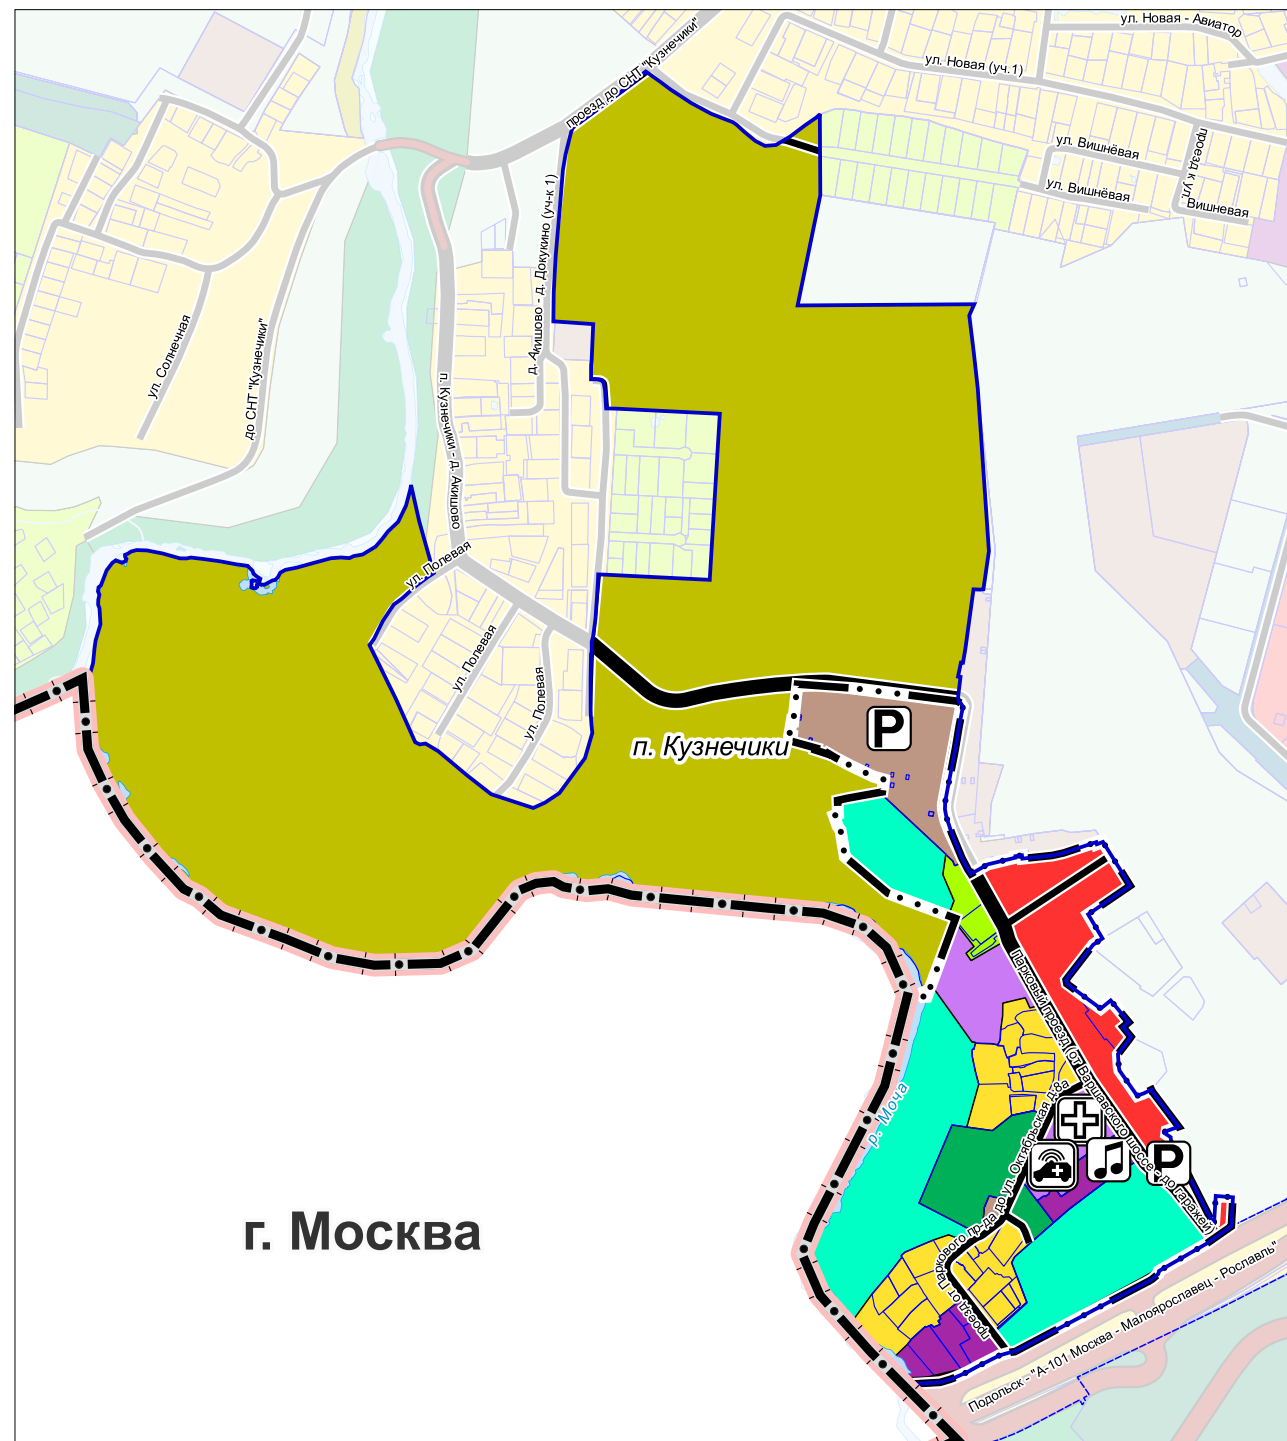 ул. Новая - Авиатор
проезд до СНТ "Кузнечики"
ул. Новая (уч.1)
ул. Вишнёвая
проезд к ул. Вишневая
ул. Вишнёвая
д. Акишово - д. Докукино (уч-к 1)
ул. Солнечная
до СНТ "Кузнечики"
п. Кузнечики - д. Акишово
ул. Полевая
ул. Полевая
ул. Полевая
п. Кузнечики
P
Парковый проезд (от Варшавского шоссе - до гаражей)
р. Моча
P
проезд от Паркового пр-да до ул. Октябрьская д.8а
г. Москва
Подольск - "А-101 Москва - Малоярославец - Рославль"